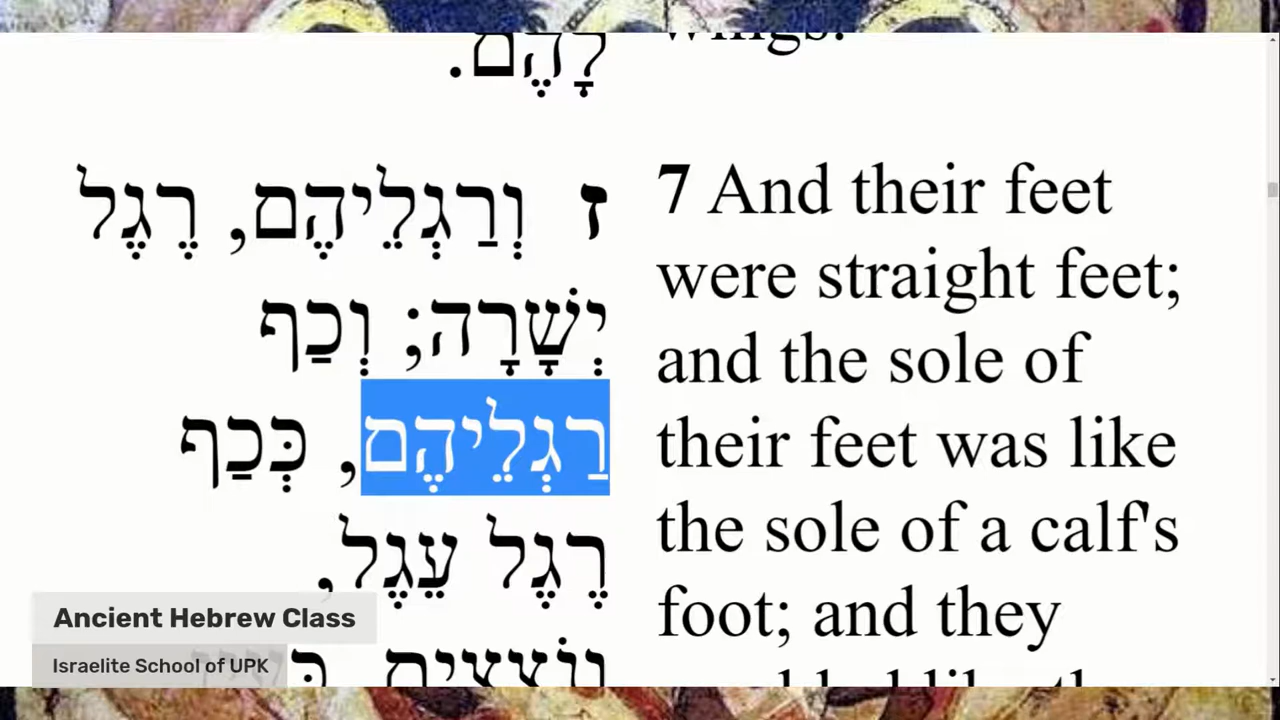 לָהֶם.
wings.
ז וְרַגְלֵיהֶם, רֶגֶל
יְשָׁרָה; וְכַף
רַגְלֵיהֶם, כְּכַף
רֶגֶל עֵגֶל,
7 And their feet
were straight feet;
and the sole of
their feet was like
the sole of a calf's
foot; and they
Ancient Hebrew Class
Israelite School of UPK